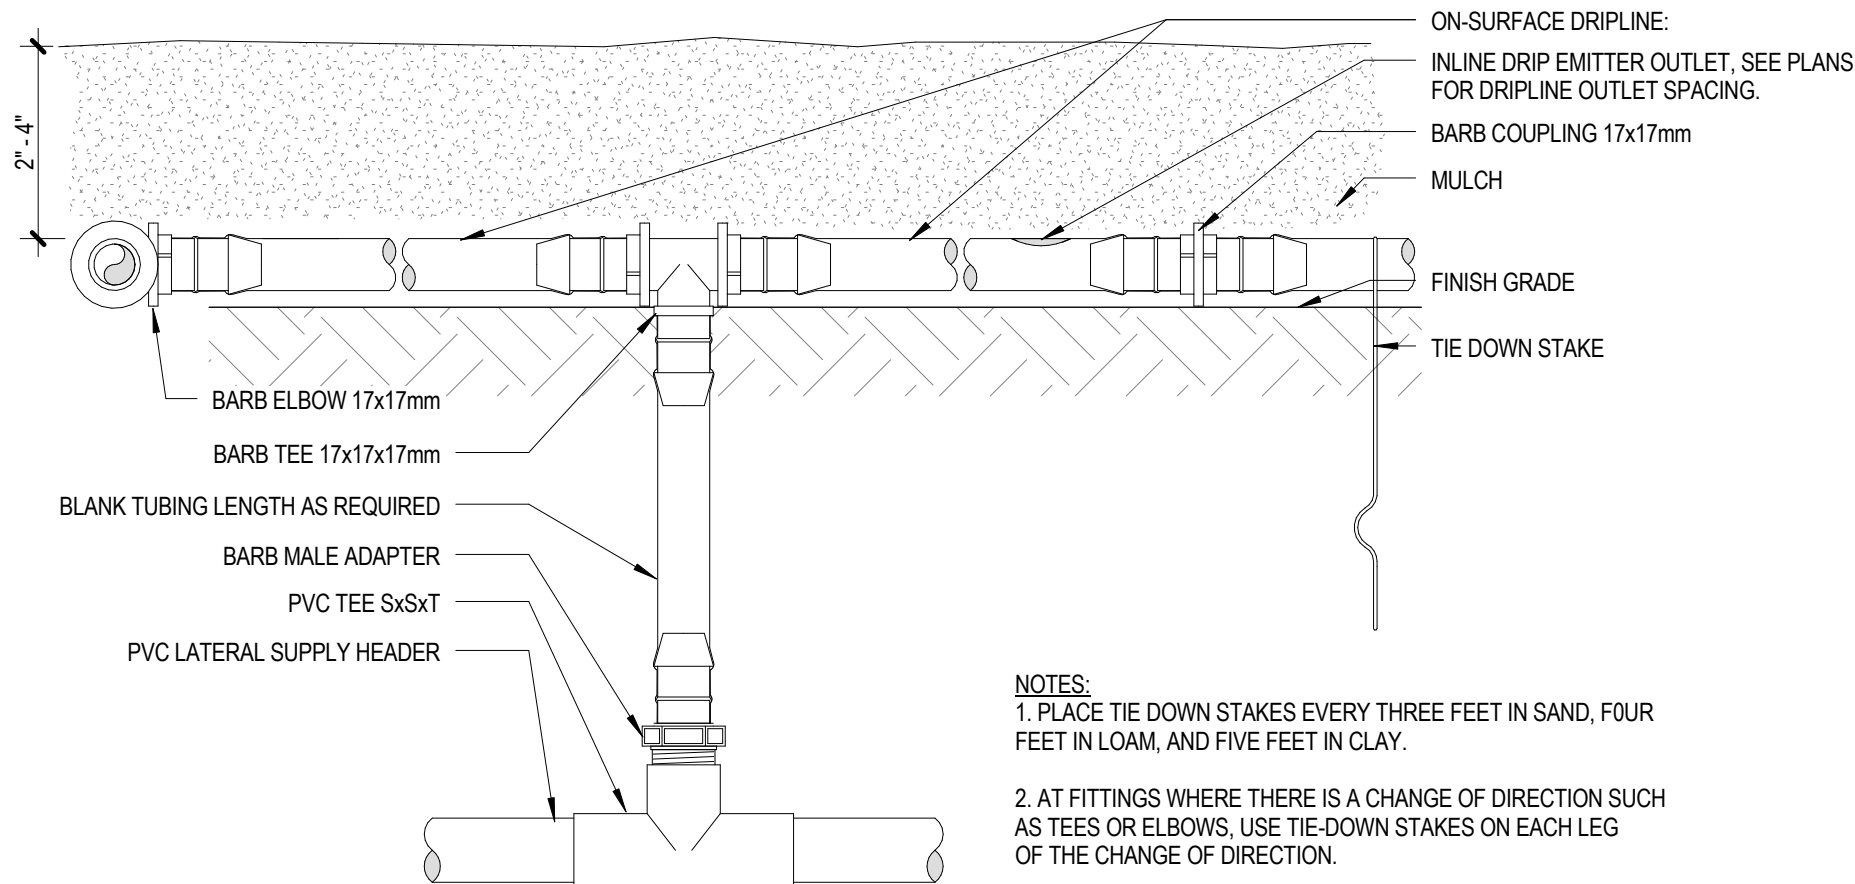 ON-SURFACE DRIPLINE:
INLINE DRIP EMITTER OUTLET, SEE PLANS
FOR DRIPLINE OUTLET SPACING.
BARB COUPLING 17x17mm
MULCH
FINISH GRADE
TIE DOWN STAKE
2" - 4"
BARB ELBOW 17x17mm
BARB TEE 17x17x17mm
BLANK TUBING LENGTH AS REQUIRED
BARB MALE ADAPTER
PVC TEE SxSxT
PVC LATERAL SUPPLY HEADER
NOTES:
1. PLACE TIE DOWN STAKES EVERY THREE FEET IN SAND, F0UR
FEET IN LOAM, AND FIVE FEET IN CLAY.
2. AT FITTINGS WHERE THERE IS A CHANGE OF DIRECTION SUCH
AS TEES OR ELBOWS, USE TIE-DOWN STAKES ON EACH LEG
OF THE CHANGE OF DIRECTION.